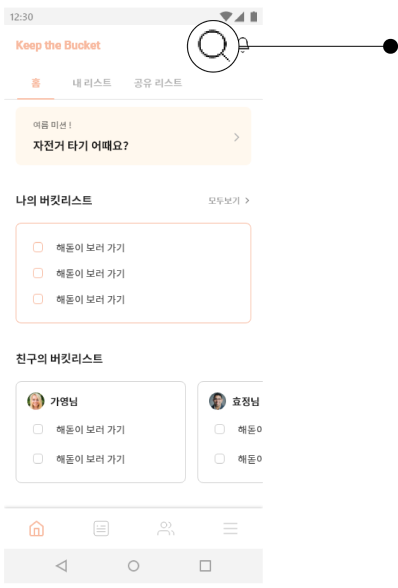 12:30
Keep the Bucket
홈 내 리스트 공유 리스트
여름 미션 !
자전거 타기 어때요?
나의 버킷리스트 모두보기 >
해돋이 보러 가기
해돋이 보러 가기
해돋이 보러 가기
친구의 버킷리스트
가영님 효정님
해돋이 보러 가기 해돋이
해돋이 보러 가기 해돋이